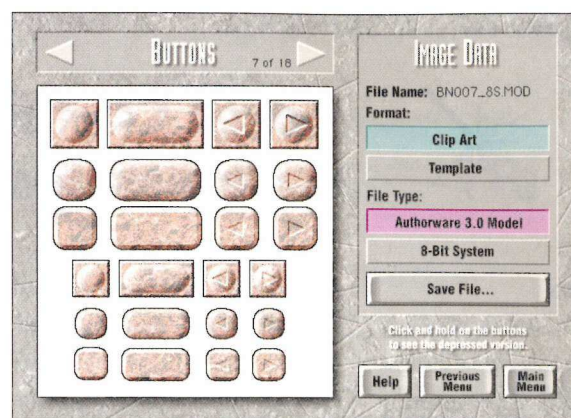 BUTTONS
7 of 18
IMAGE DATA
File Name: BN007_8S.MOD
Format:
Clip Art
Template
File Type:
Authorware 3.0 Model
8-Bit System
Save File...
Click and hold on the buttons
to see the depressed version.
Help
Previous
Menu
Main
Menu